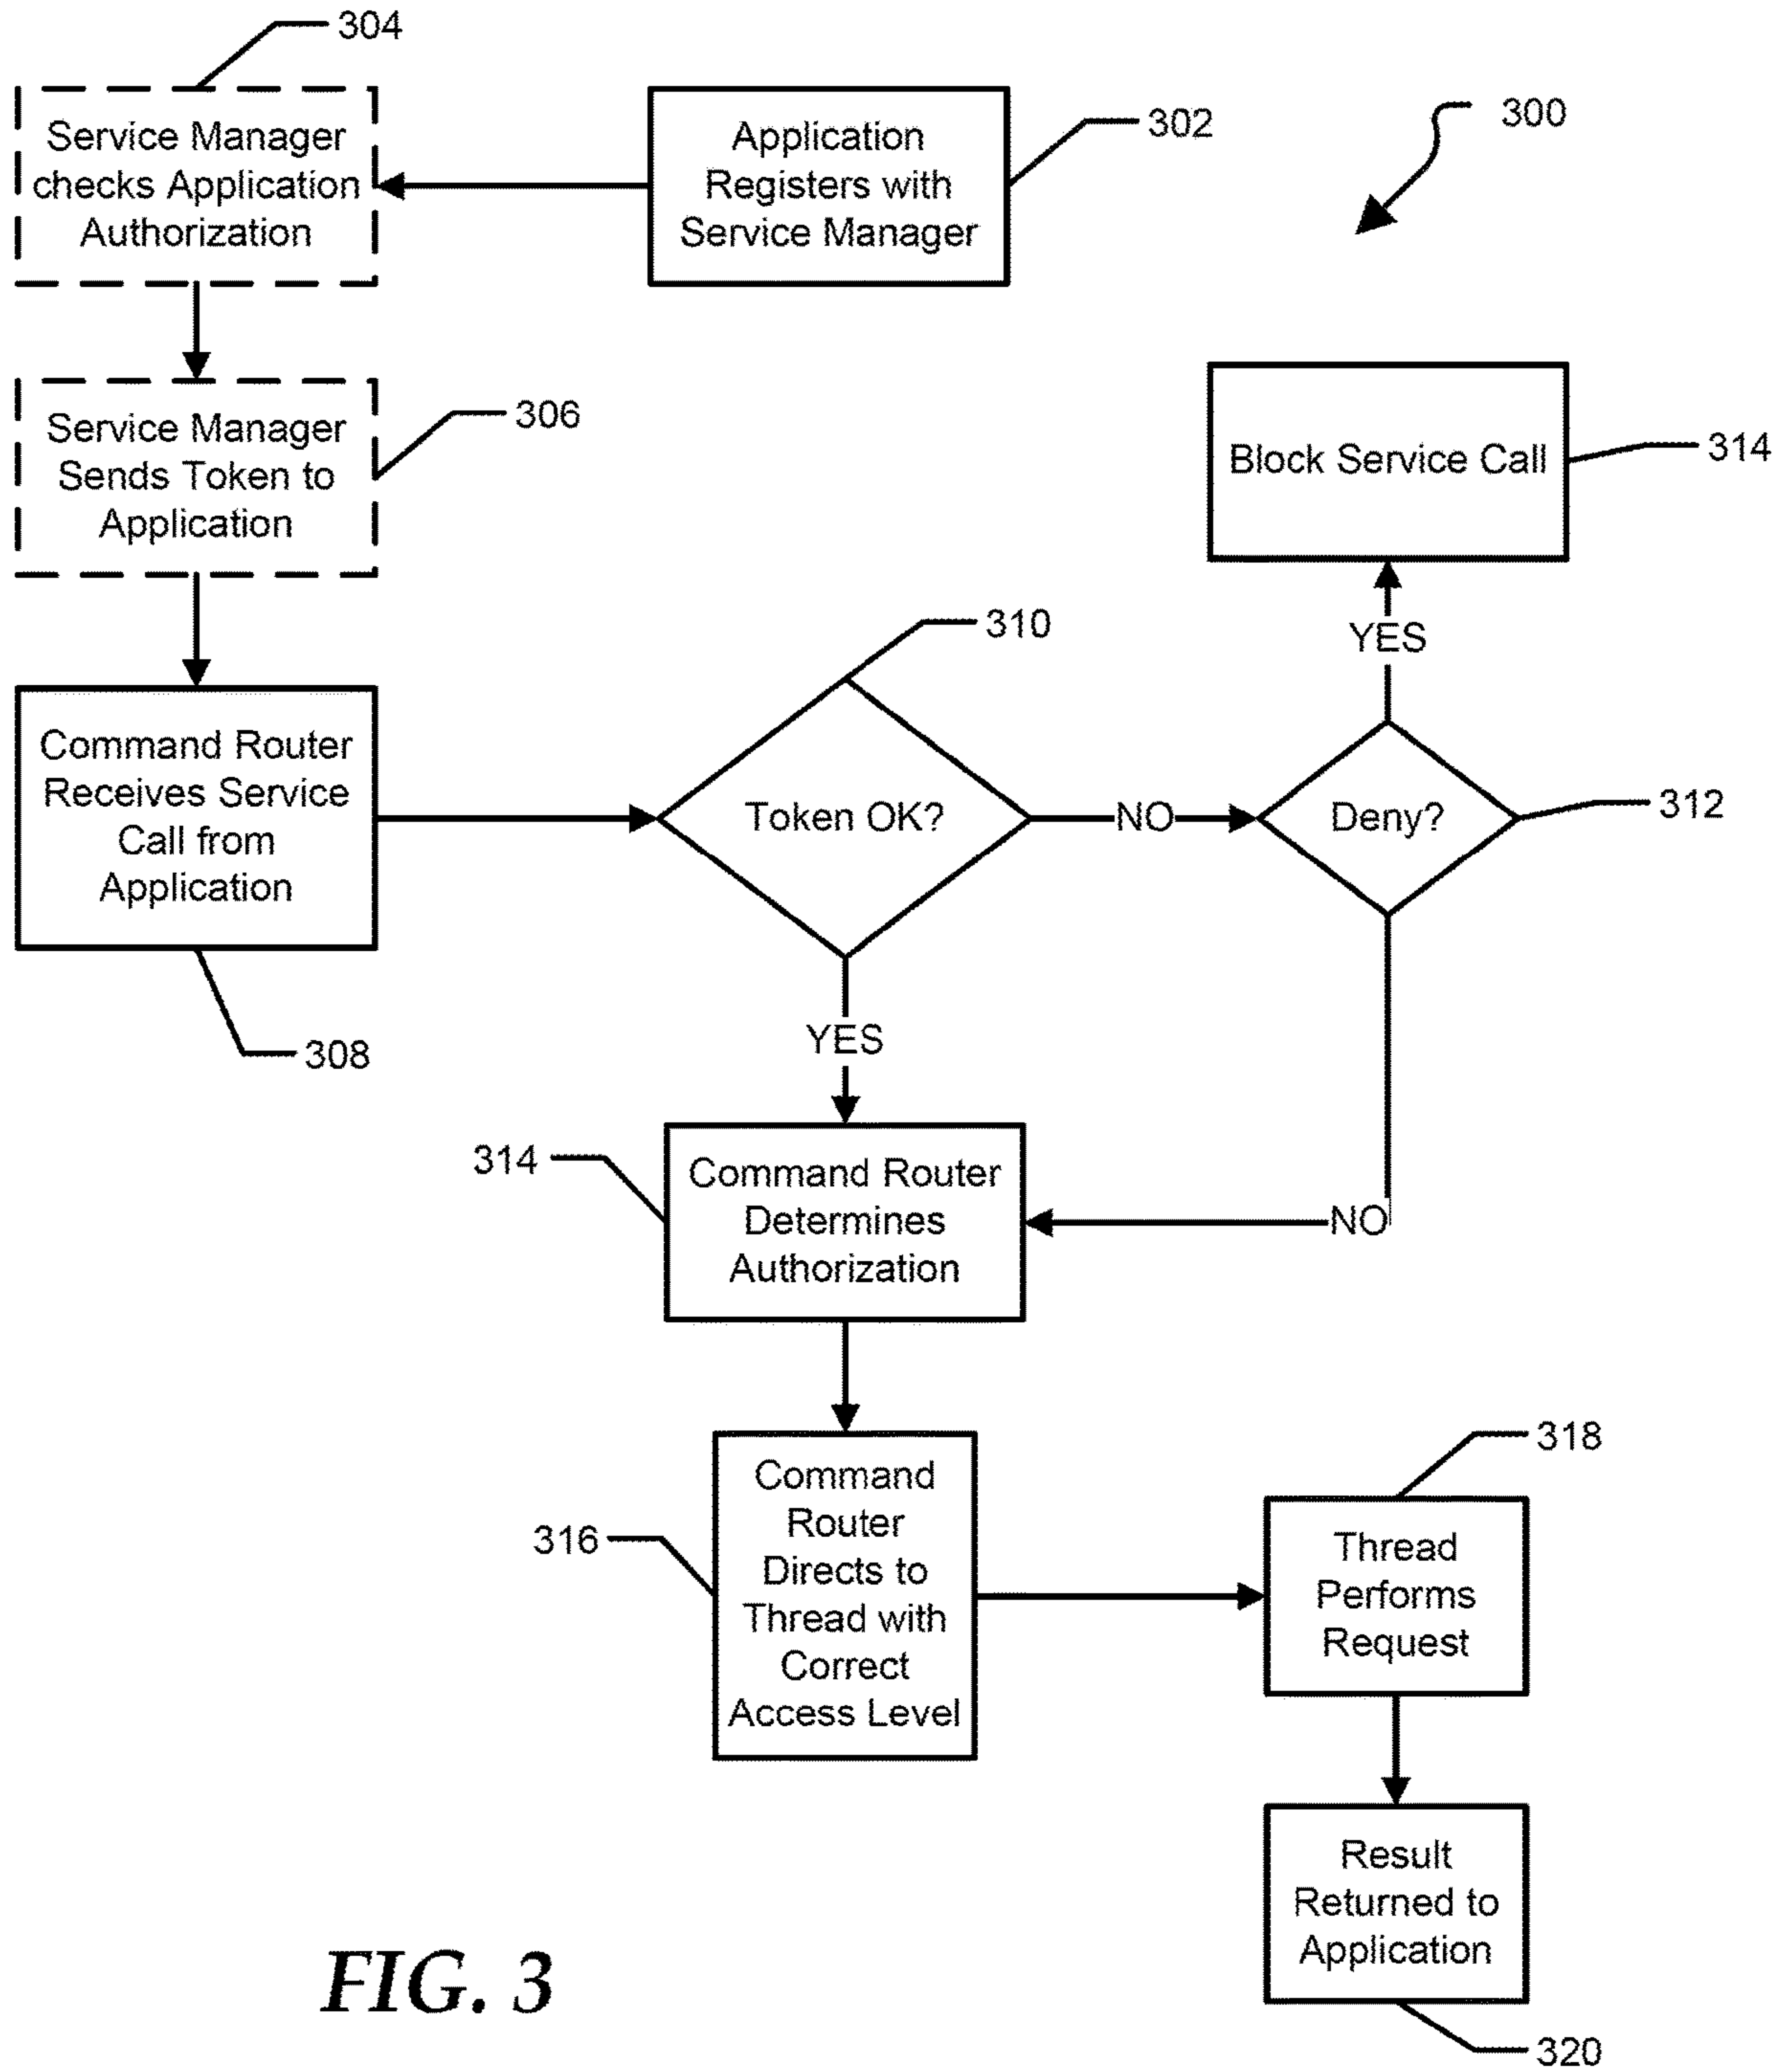 304
Service Manager
checks Application
Authorization
Application
Registers with
Service Manager
302
300
Service Manager
Sends Token to
Application
306
Block Service Call
314
YES
310
Command Router
Receives Service
Call from
Application
308
Token OK?
NO
Deny?
312
YES
314
Command Router
Determines
Authorization
NO
316
Command
Router
Directs to
Thread with
Correct
Access Level
318
Thread
Performs
Request
Result
Returned to
Application
320
FIG. 3